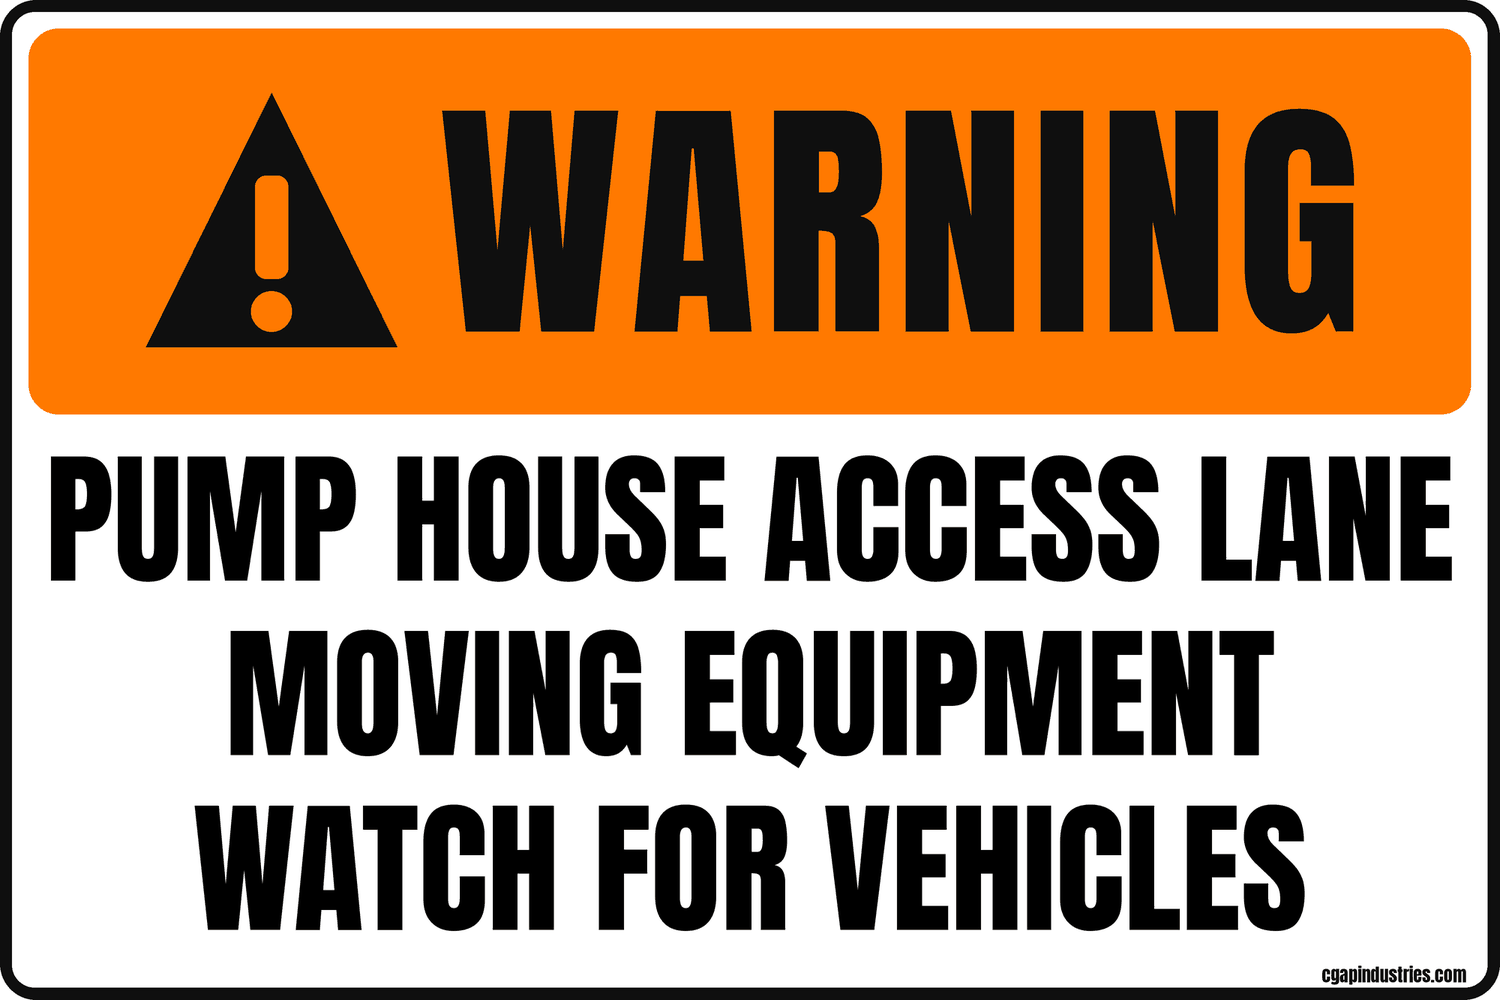 WARNING
PUMP HOUSE ACCESS LANE
MOVING EQUIPMENT
WATCH FOR VEHICLES
cgapindustries.com